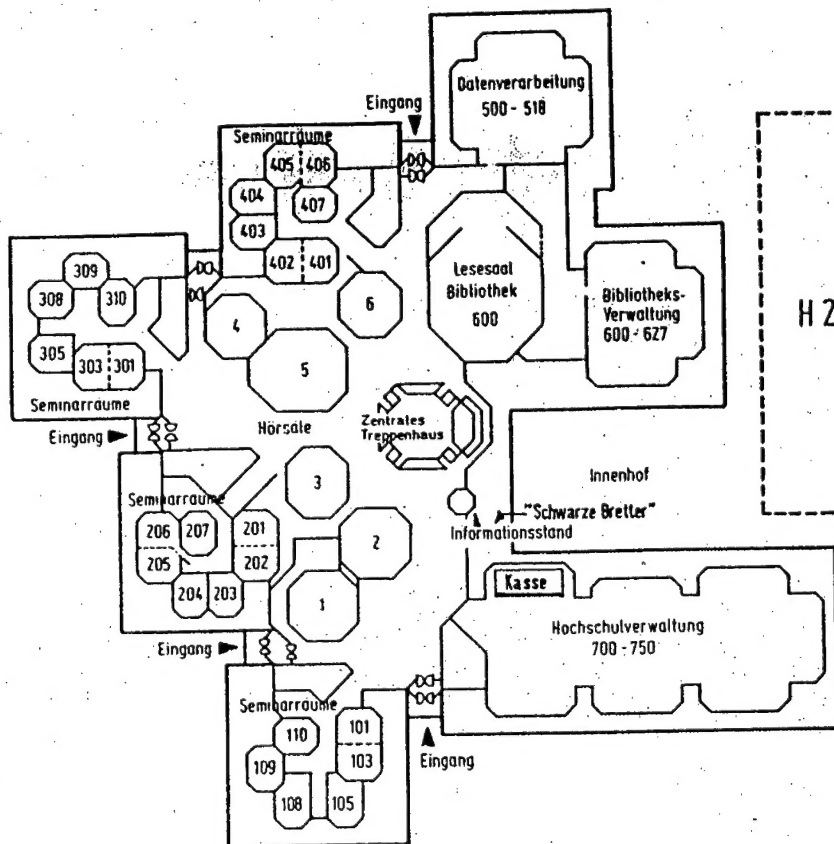 Datenverarbeitung
500 - 518
Eingang
Seminarräume
405
406
404
407
403
402
401
309
308
310
305
303
301
Seminarräume
Eingang
4
5
6
Hörsäle
Lesesaal
Bibliothek
600
Bibliotheks-
Verwaltung
600 - 627
H 2
Zentrales
Treppenhaus
Innenhof
"Schwarze Bretter"
Informationsstand
3
2
1
Seminarräume
206
207
201
205
202
204
203
Eingang
Kasse
Hochschulverwaltung
700 - 750
Seminarräume
110
101
109
103
108
105
Eingang